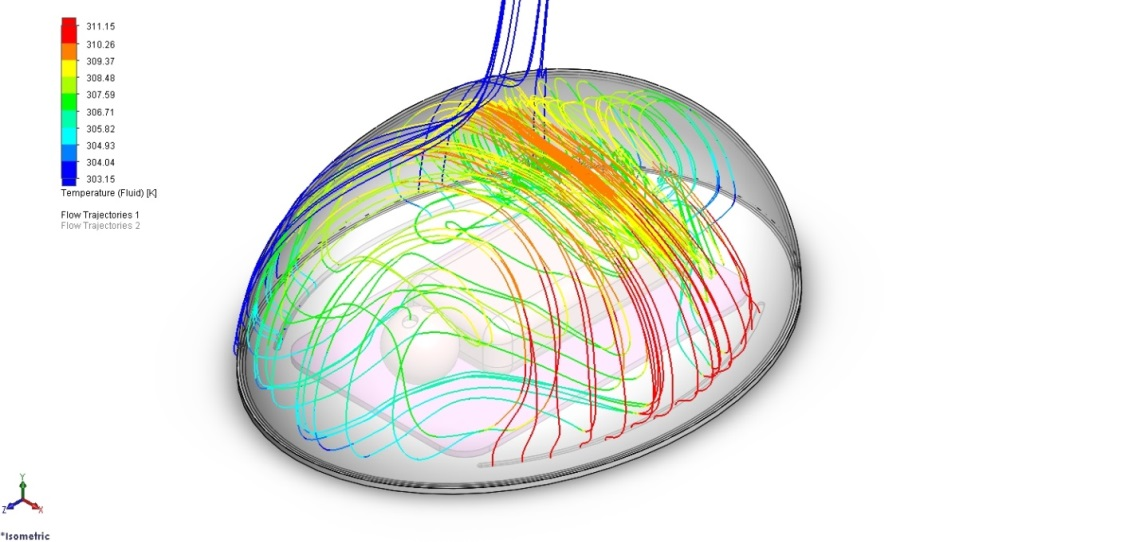 311.15
310.26
309.37
308.48
307.59
306.71
305.82
304.93
304.04
303.15
Temperature (Fluid) [K]
Flow Trajectories 1
Flow Trajectories 2
Y
Z X
*Isometric